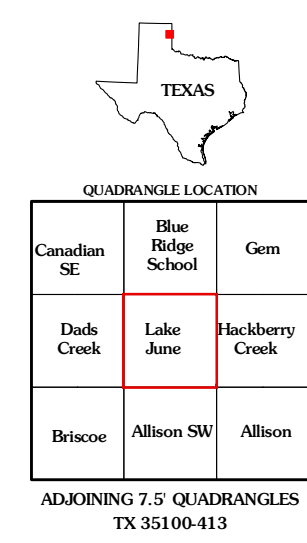 TEXAS
QUADRANGLE LOCATION
Canadian
SE
Blue
Ridge
School
Gem
Dads
Creek
Lake
June
Hackberry
Creek
Briscoe
Allison SW
Allison
ADJOINING 7.5' QUADRANGLES
TX 35100-413